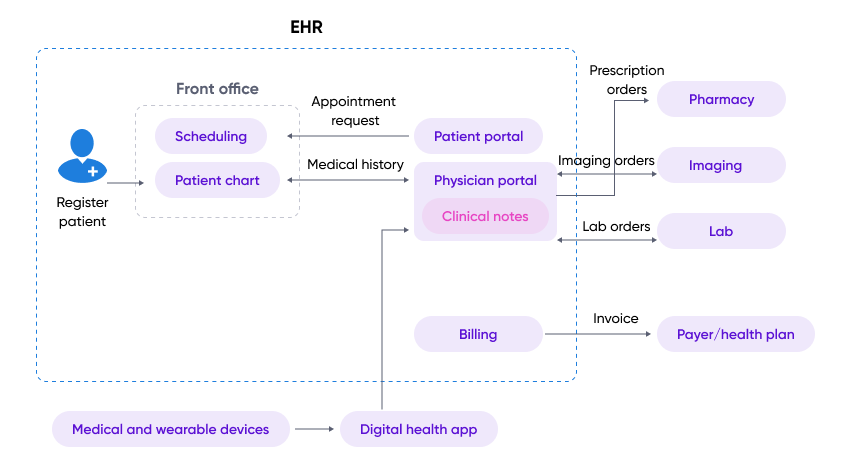 EHR
Front office
Scheduling
Patient chart
Register
patient
Appointment
request
Medical history
Patient portal
Physician portal
Clinical notes
Prescription
orders
Pharmacy
Imaging orders
Imaging
Lab orders
Lab
Billing
Invoice
Payer/health plan
Medical and wearable devices
Digital health app